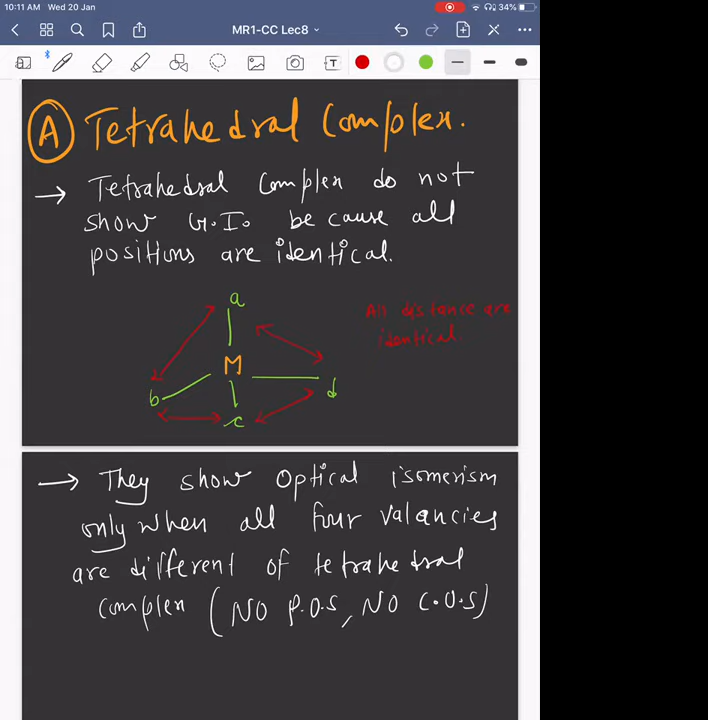 10:11 AM Wed 20 Jan
34%
MR1-CC Lec8
T
A Tetrahedral Complex.
→ Tetrahedral Complex do not
show G.I. because all
positions are identical.
a
All distance are
identical
M
b
d
c
→ They show Optical isomerism
only when all four valancies
are different of tetrahedral
complex (NO P.O.S, NO C.O.S)